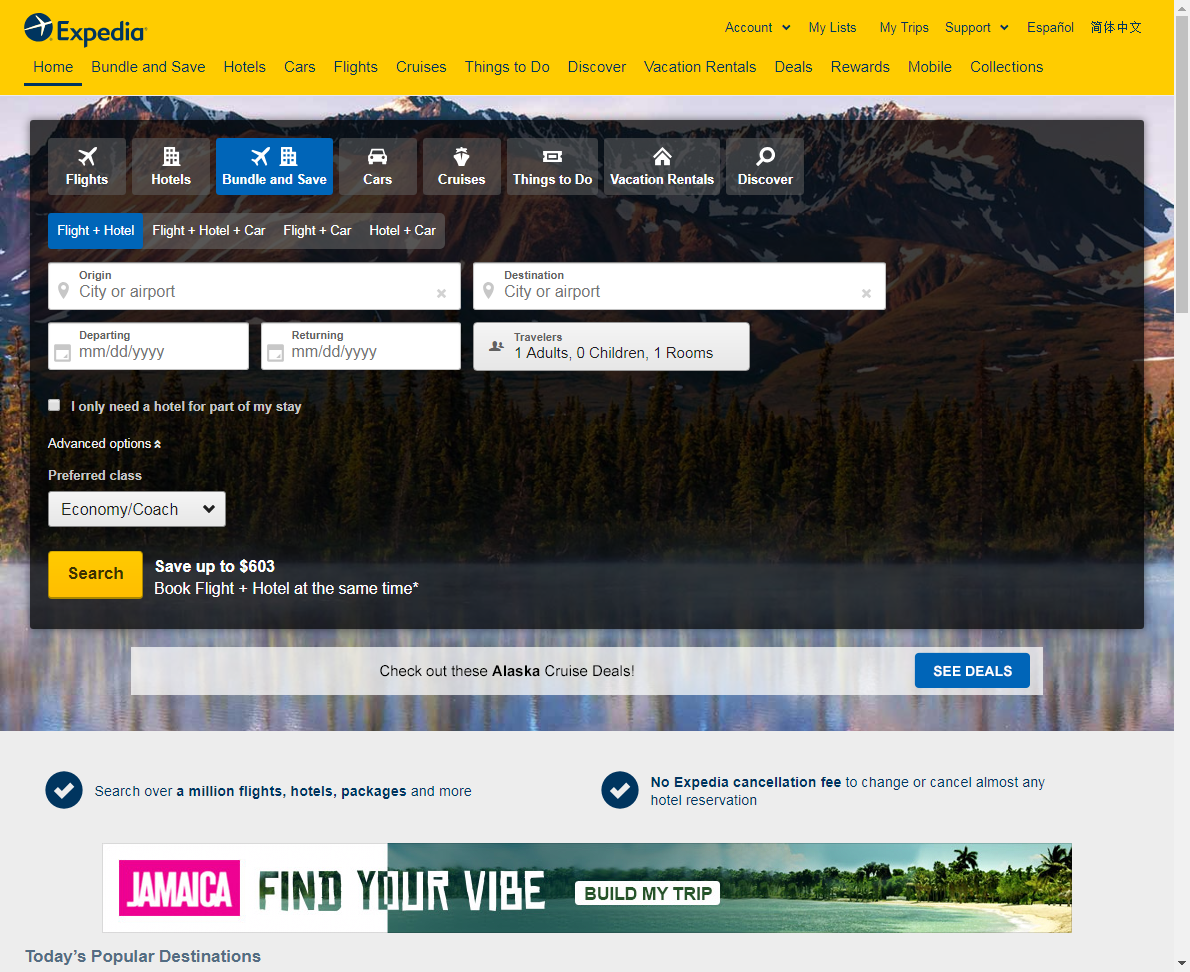 Expedia
Account My Lists My Trips Support Español 简体中文
Home Bundle and Save Hotels Cars Flights Cruises Things to Do Discover Vacation Rentals Deals Rewards Mobile Collections
Flights Hotels Bundle and Save Cars Cruises Things to Do Vacation Rentals Discover
Flight + Hotel Flight + Hotel + Car Flight + Car Hotel + Car
Origin
City or airport
Destination
City or airport
Departing
mm/dd/yyyy
Returning
mm/dd/yyyy
Travelers
1 Adults, 0 Children, 1 Rooms
I only need a hotel for part of my stay
Advanced options
Preferred class
Economy/Coach
Search
Save up to $603
Book Flight + Hotel at the same time*
Check out these Alaska Cruise Deals!
SEE DEALS
Search over a million flights, hotels, packages and more
No Expedia cancellation fee to change or cancel almost any
hotel reservation
JAMAICA FIND YOUR VIBE BUILD MY TRIP
Today’s Popular Destinations